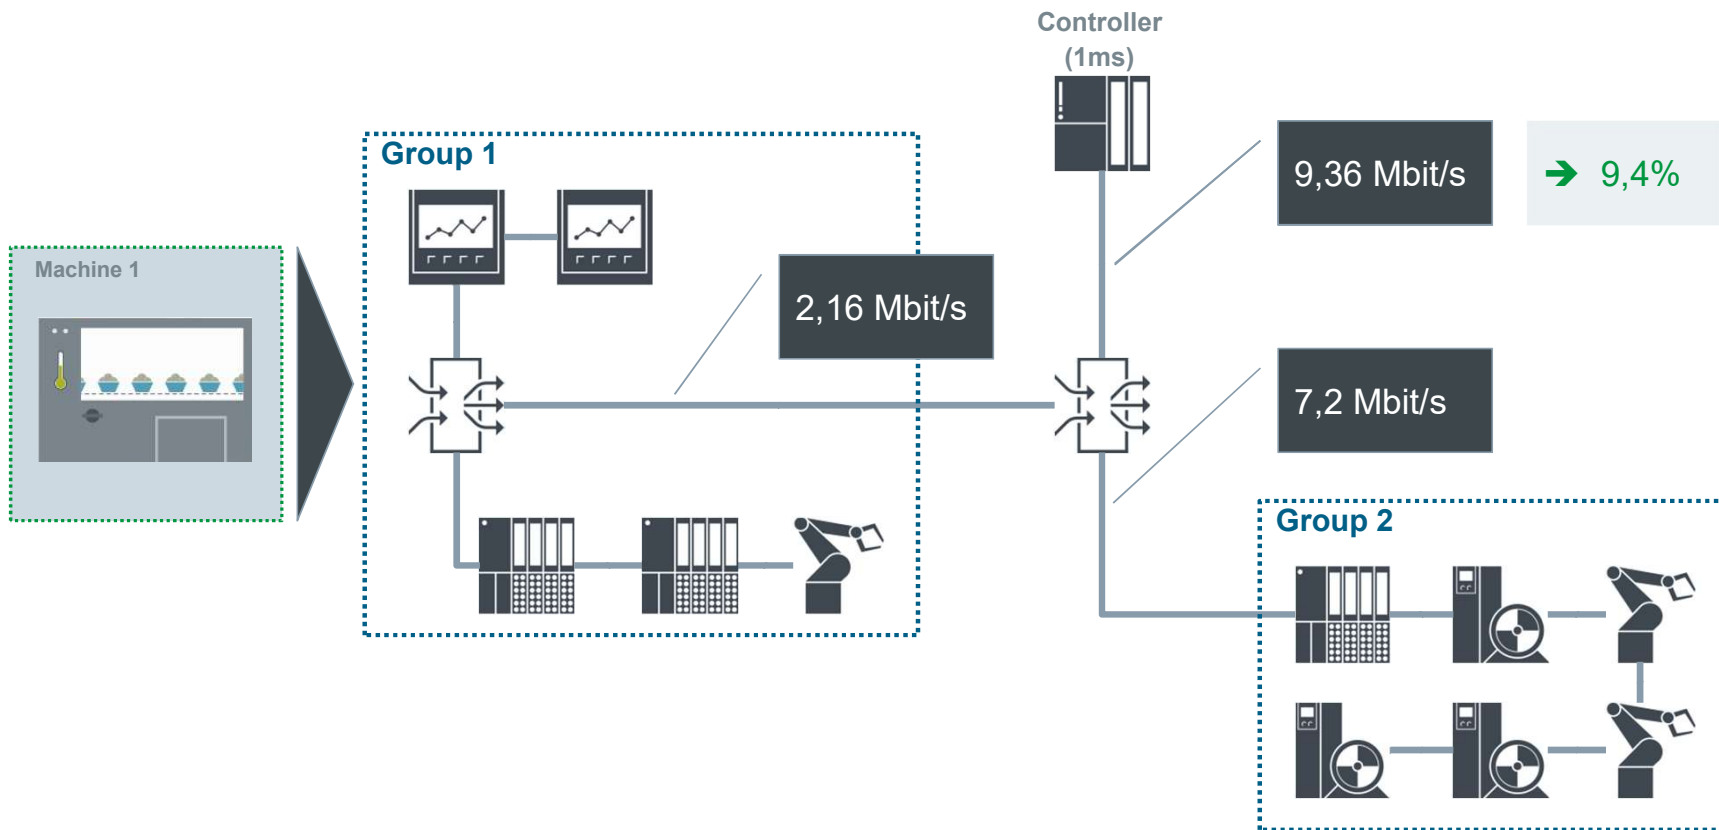 Controller
(1ms)
Group 1
9,36 Mbit/s
➔ 9,4%
Machine 1
2,16 Mbit/s
7,2 Mbit/s
Group 2